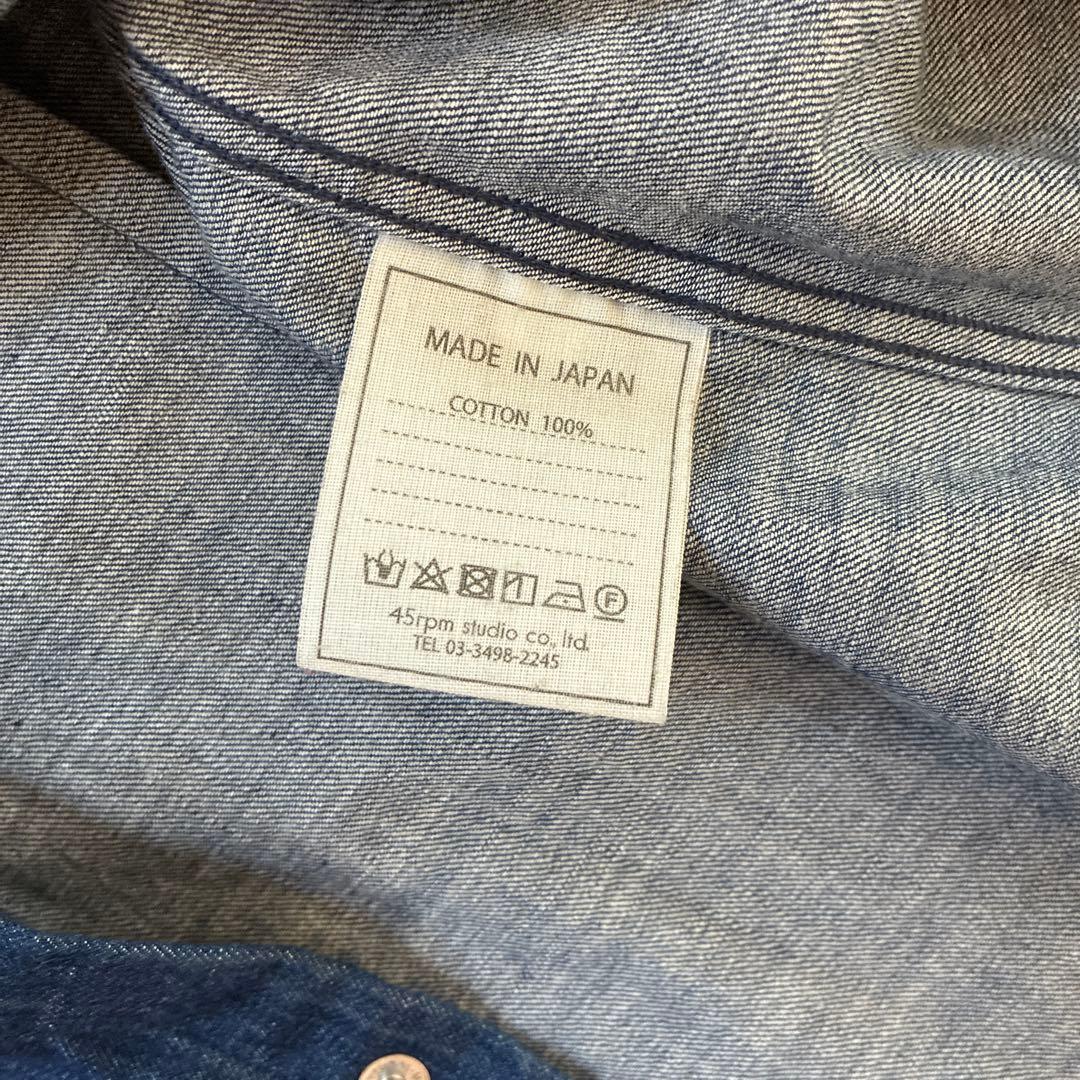 MADE IN JAPAN
COTTON 100%
F
45rpm studio co., ltd.
TEL 03-3498-2245